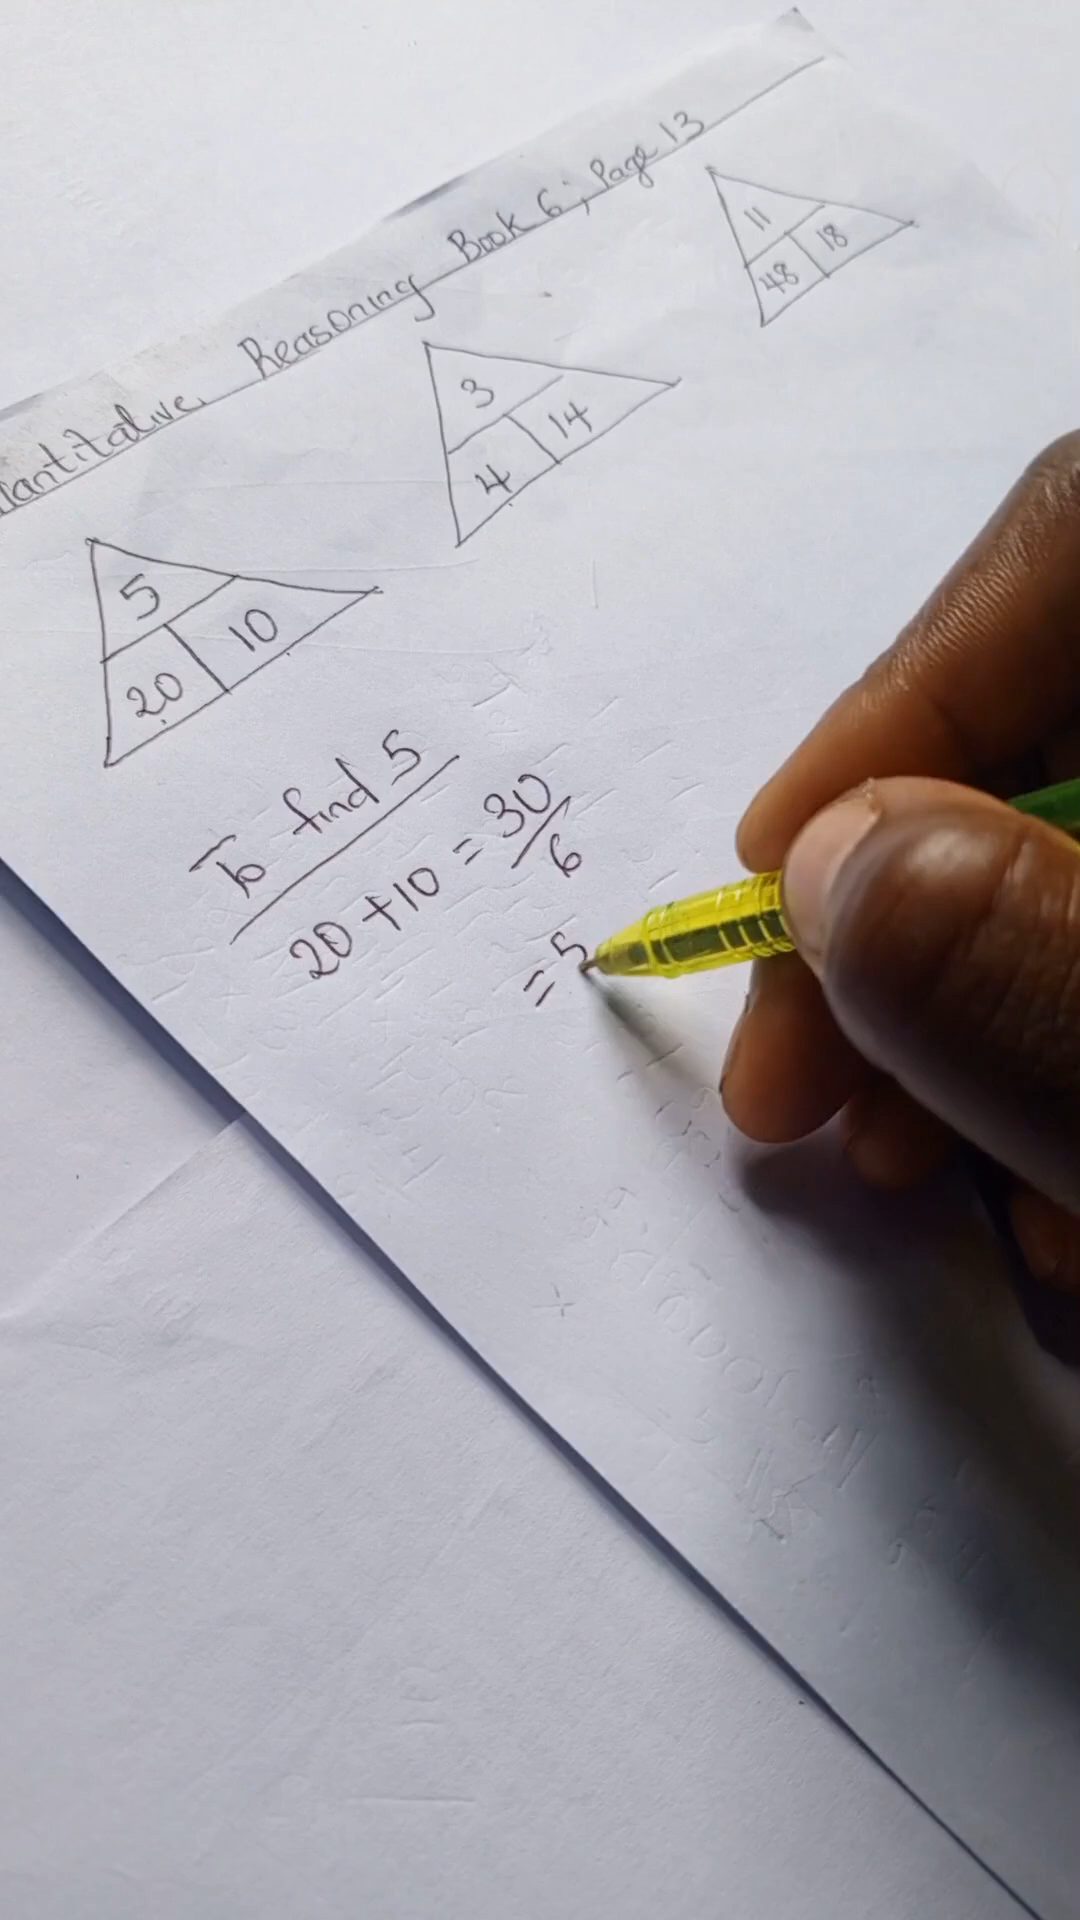 Quantitative Reasoning Book 6; Page 13
5
20 10
3
4 14
11
48 18
To find 5
20 + 10 = 30/6
= 5